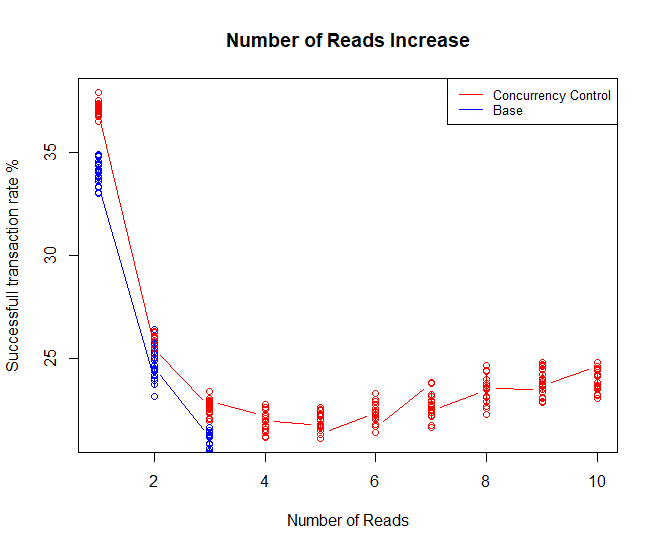 Number of Reads Increase
Concurrency Control
Base
Successfull transaction rate %
35
30
25
2 4 6 8 10
Number of Reads